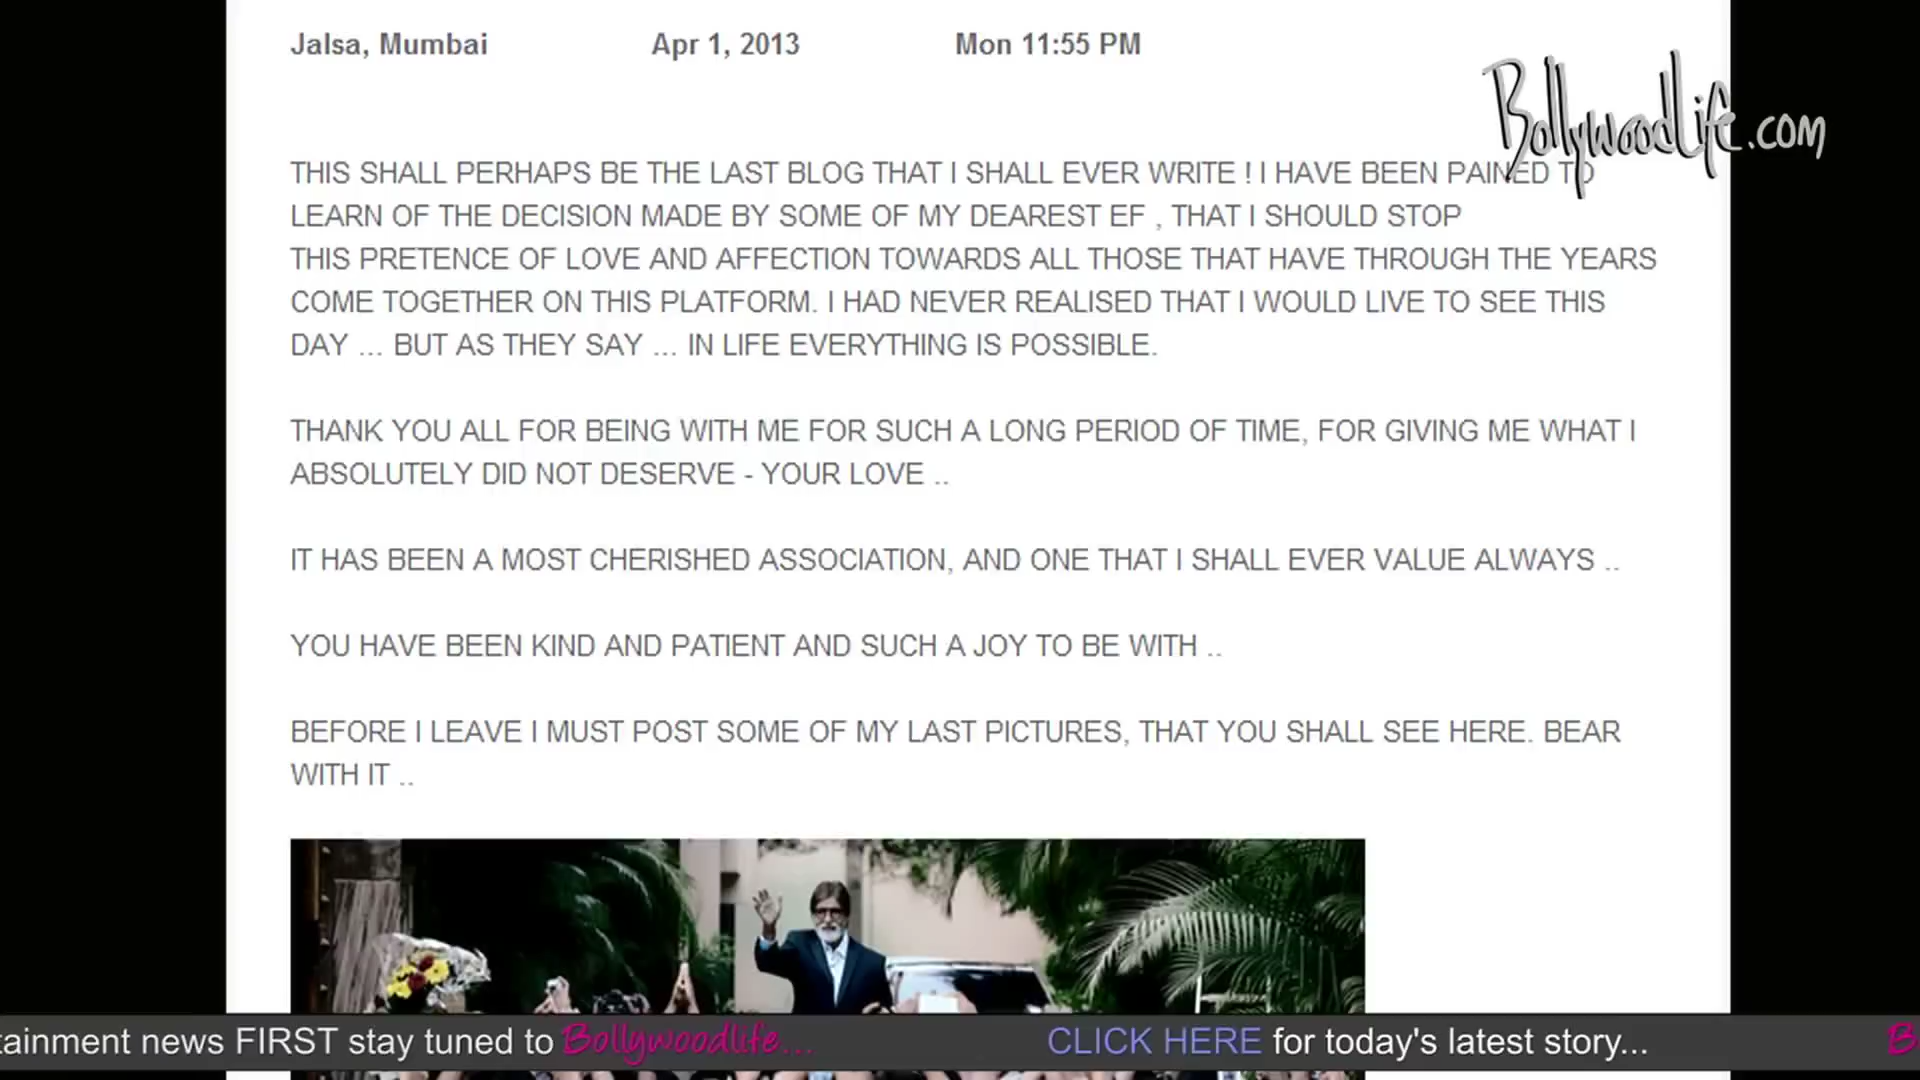 Jalsa, Mumbai Apr 1, 2013 Mon 11:55 PM
Bollywoodlife.com
THIS SHALL PERHAPS BE THE LAST BLOG THAT I SHALL EVER WRITE ! I HAVE BEEN PAINED TO
LEARN OF THE DECISION MADE BY SOME OF MY DEAREST EF , THAT I SHOULD STOP
THIS PRETENCE OF LOVE AND AFFECTION TOWARDS ALL THOSE THAT HAVE THROUGH THE YEARS
COME TOGETHER ON THIS PLATFORM. I HAD NEVER REALISED THAT I WOULD LIVE TO SEE THIS
DAY ... BUT AS THEY SAY ... IN LIFE EVERYTHING IS POSSIBLE.
THANK YOU ALL FOR BEING WITH ME FOR SUCH A LONG PERIOD OF TIME, FOR GIVING ME WHAT I
ABSOLUTELY DID NOT DESERVE - YOUR LOVE ..
IT HAS BEEN A MOST CHERISHED ASSOCIATION, AND ONE THAT I SHALL EVER VALUE ALWAYS ..
YOU HAVE BEEN KIND AND PATIENT AND SUCH A JOY TO BE WITH ..
BEFORE I LEAVE I MUST POST SOME OF MY LAST PICTURES, THAT YOU SHALL SEE HERE. BEAR
WITH IT ..
tainment news FIRST stay tuned to Bollywoodlife... CLICK HERE for today's latest story... B